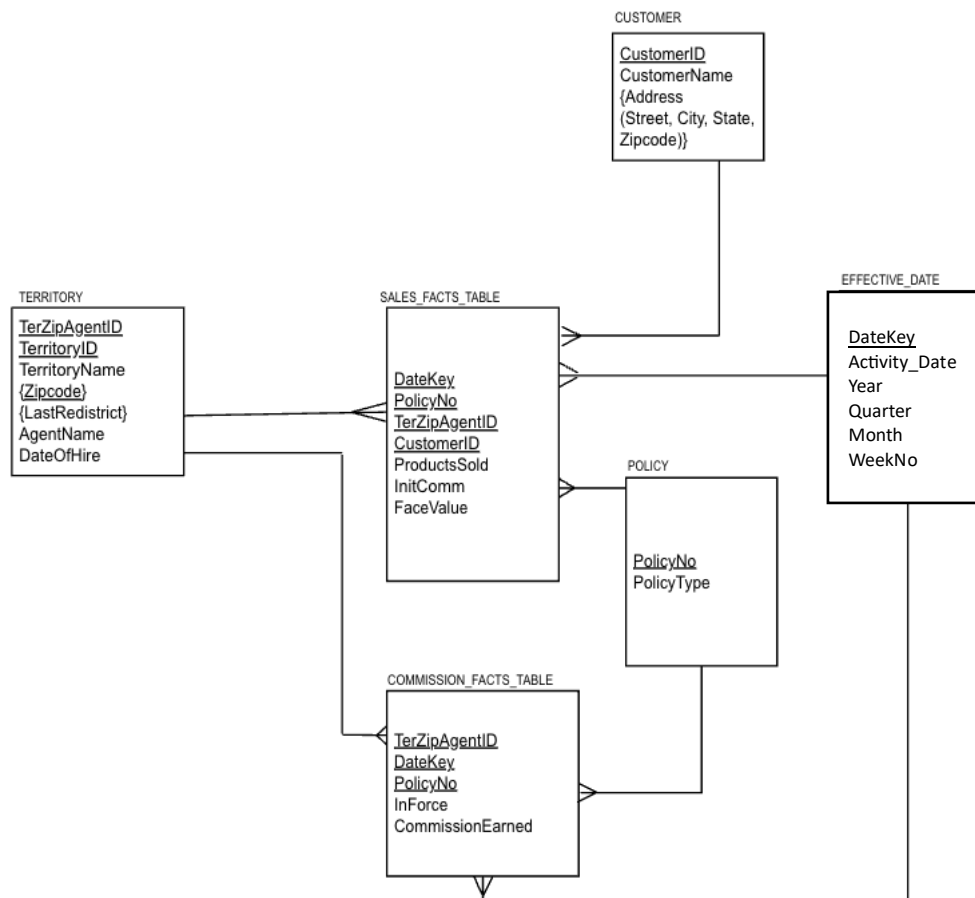 CUSTOMER
CustomerID
CustomerName
{Address
(Street, City, State,
Zipcode)}
EFFECTIVE_DATE
DateKey
Activity_Date
Year
Quarter
Month
WeekNo
TERRITORY
TerZipAgentID
TerritoryID
TerritoryName
{Zipcode}
{LastRedistrict}
AgentName
DateOfHire
SALES_FACTS_TABLE
DateKey
PolicyNo
TerZipAgentID
CustomerID
ProductsSold
InitComm
FaceValue
POLICY
PolicyNo
PolicyType
COMMISSION_FACTS_TABLE
TerZipAgentID
DateKey
PolicyNo
InForce
CommissionEarned